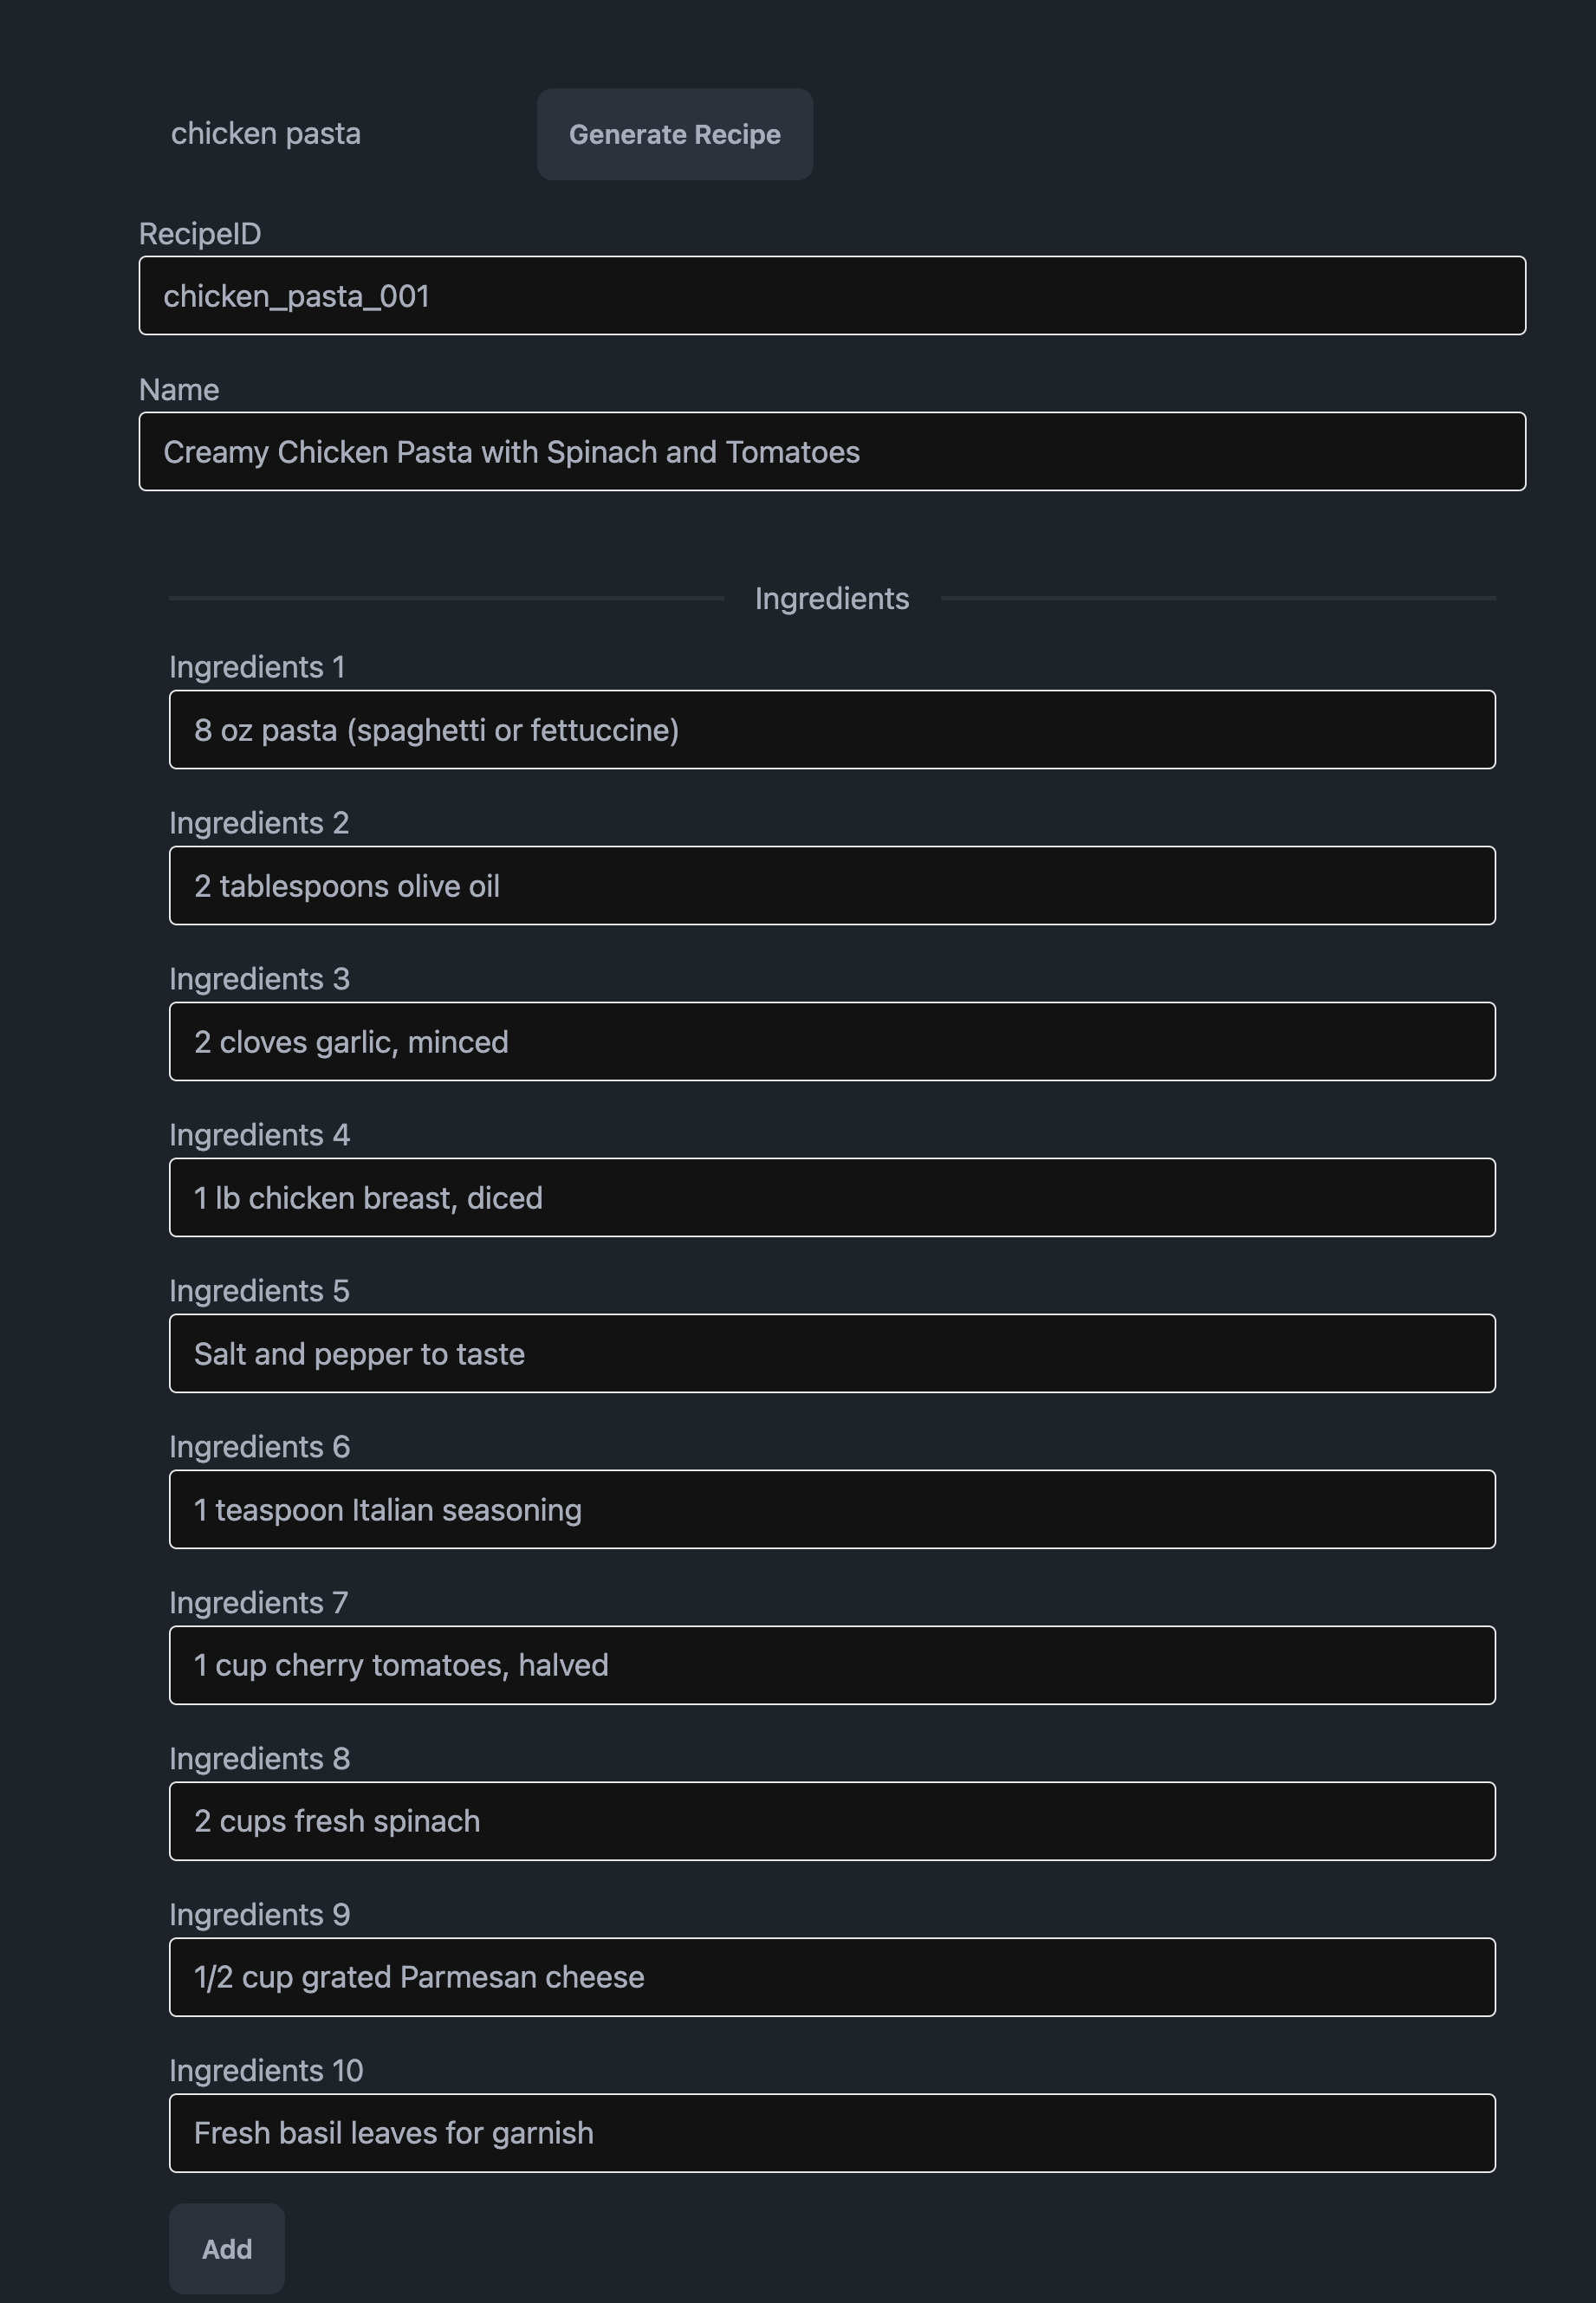 chicken pasta
Generate Recipe
RecipeID
chicken_pasta_001
Name
Creamy Chicken Pasta with Spinach and Tomatoes
Ingredients
Ingredients 1
8 oz pasta (spaghetti or fettuccine)
Ingredients 2
2 tablespoons olive oil
Ingredients 3
2 cloves garlic, minced
Ingredients 4
1 lb chicken breast, diced
Ingredients 5
Salt and pepper to taste
Ingredients 6
1 teaspoon Italian seasoning
Ingredients 7
1 cup cherry tomatoes, halved
Ingredients 8
2 cups fresh spinach
Ingredients 9
1/2 cup grated Parmesan cheese
Ingredients 10
Fresh basil leaves for garnish
Add